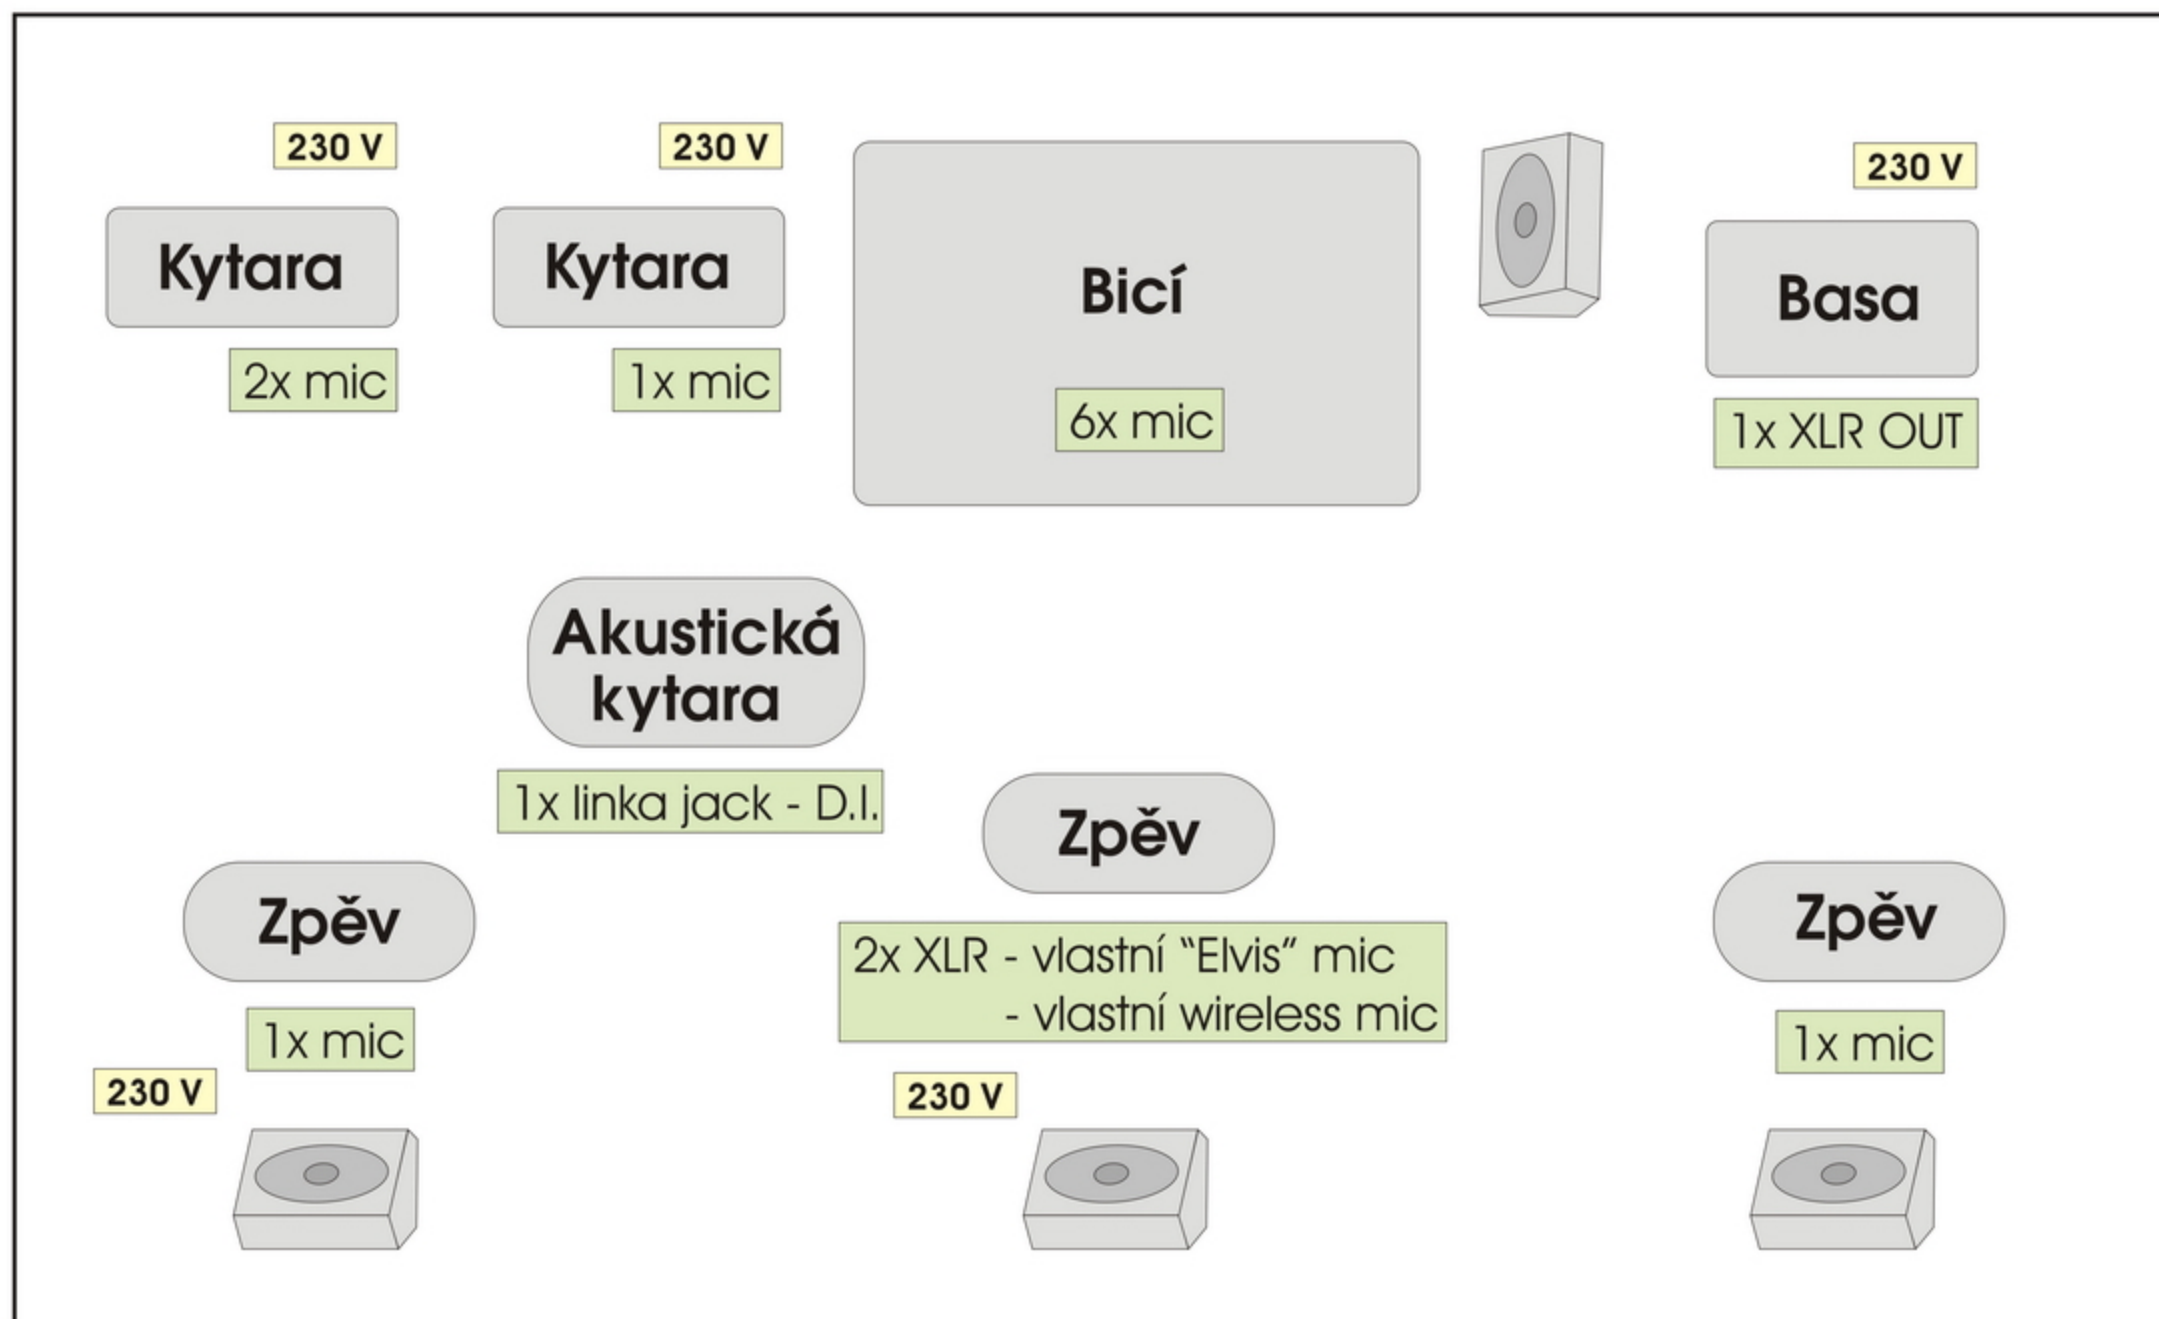 230 V
230 V
230 V
Kytara
Kytara
Bicí
Basa
2x mic
1x mic
6x mic
1x XLR OUT
Akustická
kytara
1x linka jack - D.I.
Zpěv
Zpěv
Zpěv
2x XLR - vlastní “Elvis” mic
- vlastní wireless mic
1x mic
1x mic
230 V
230 V